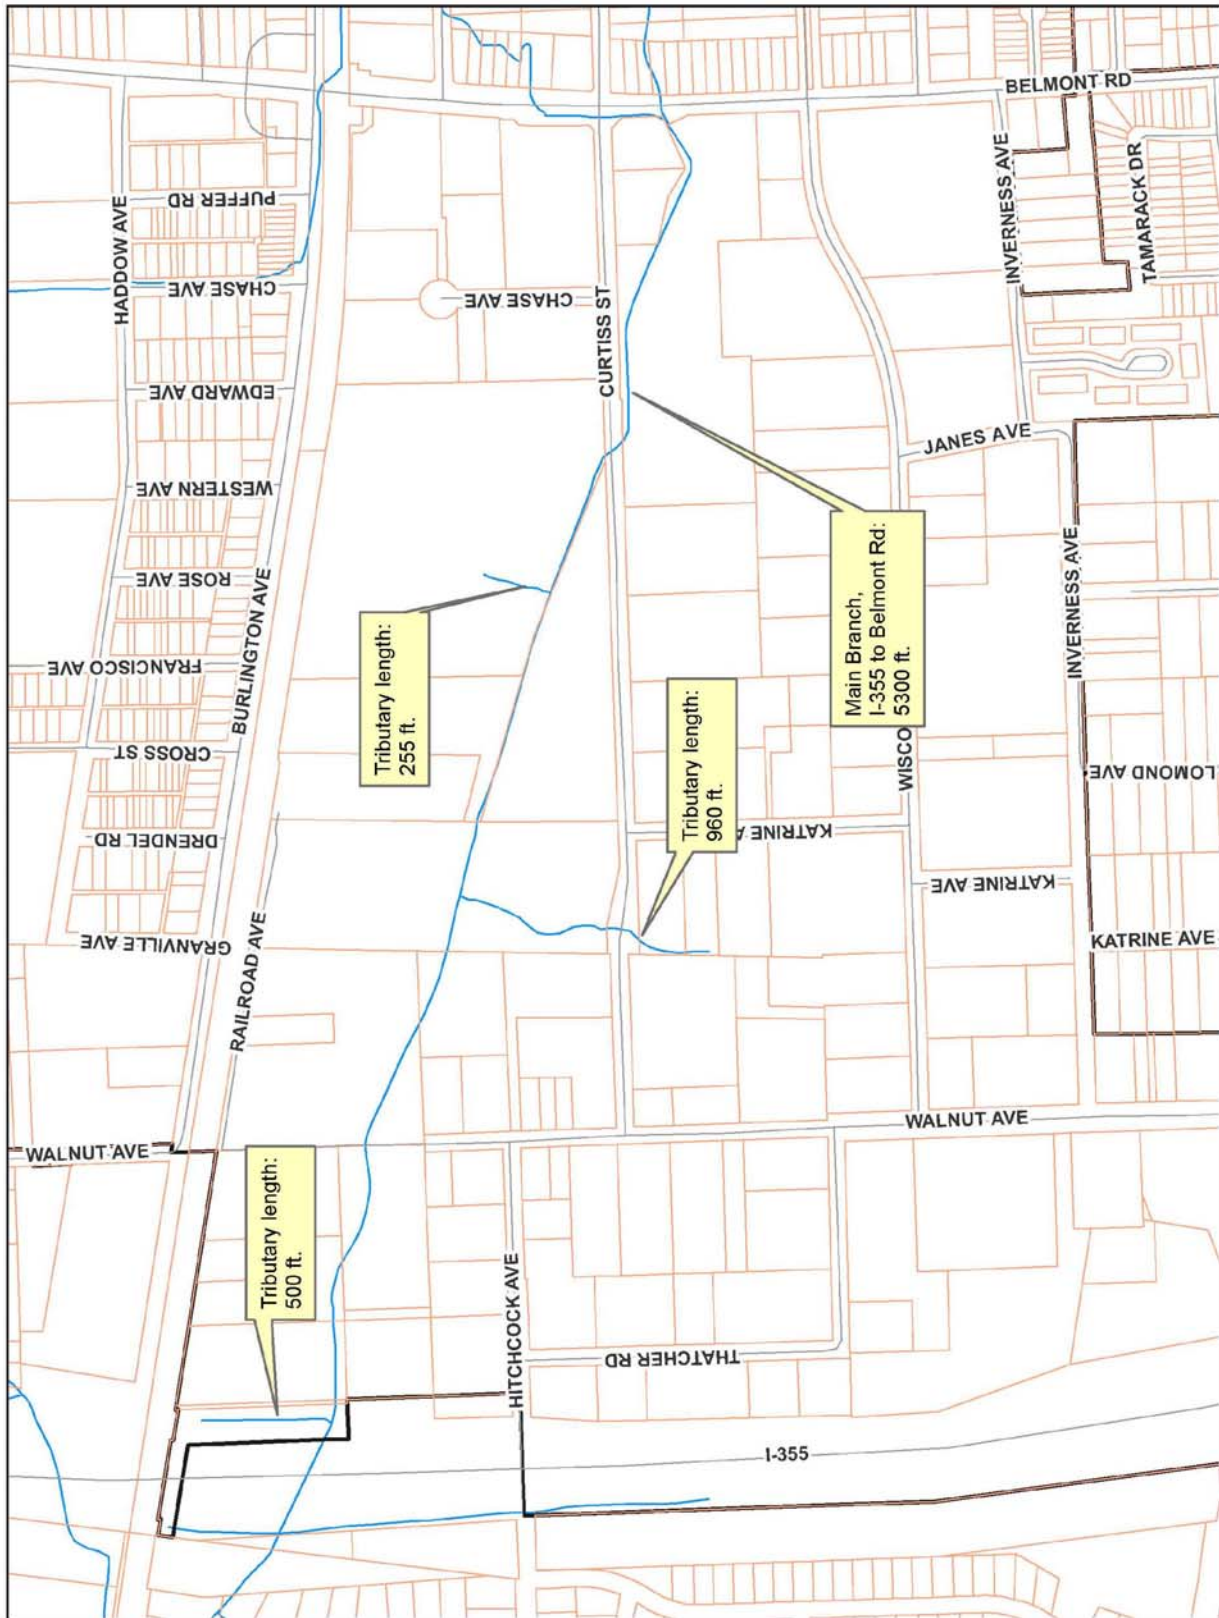 BELMONT RD
PUFFER RD
HADDOW AVE
INVERNESS AVE
TAMARACK DR
CHASE AVE
CHASE AVE
CURTISS ST
EDWARD AVE
JANES AVE
WESTERN AVE
ROSE AVE
BURLINGTON AVE
INVERNESS AVE
FRANCISCO AVE
Tributary length:
255 ft.
Main Branch,
I-355 to Belmont Rd:
5300 ft.
CROSS ST
WISCO
LOMOND AVE
DRENDEL RD
Tributary length:
960 ft.
KATRINE A
KATRINE AVE
GRANVILLE AVE
RAILROAD AVE
KATRINE AVE
WALNUT AVE
WALNUT AVE
Tributary length:
500 ft.
HITCHCOCK AVE
THATCHER RD
I-355